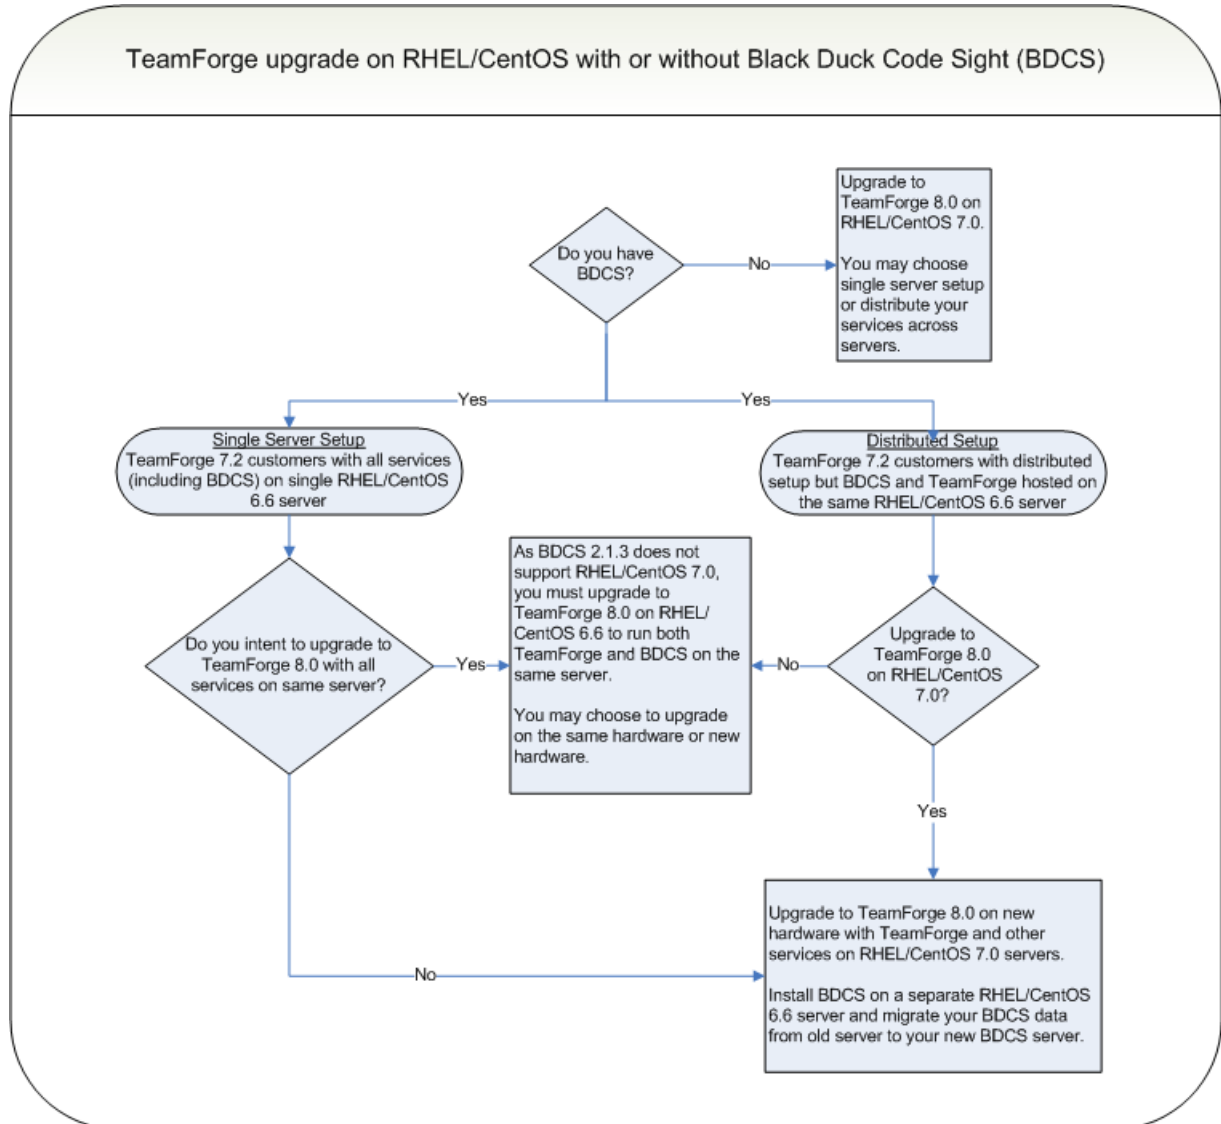 TeamForge upgrade on RHEL/CentOS with or without Black Duck Code Sight (BDCS)
Do you have
BDCS?
No
Upgrade to
TeamForge 8.0 on
RHEL/CentOS 7.0.
You may choose
single server setup
or distribute your
services across
servers.
Yes
Yes
Single Server Setup
TeamForge 7.2 customers with all services
(including BDCS) on single RHEL/CentOS
6.6 server
Distributed Setup
TeamForge 7.2 customers with distributed
setup but BDCS and TeamForge hosted on
the same RHEL/CentOS 6.6 server
Do you intent to upgrade to
TeamForge 8.0 with all
services on same server?
Yes
As BDCS 2.1.3 does not
support RHEL/CentOS 7.0,
you must upgrade to
TeamForge 8.0 on RHEL/
CentOS 6.6 to run both
TeamForge and BDCS on the
same server.
You may choose to upgrade
on the same hardware or new
hardware.
No
Upgrade to
TeamForge 8.0
on RHEL/CentOS
7.0?
Yes
No
Upgrade to TeamForge 8.0 on new
hardware with TeamForge and other
services on RHEL/CentOS 7.0 servers.
Install BDCS on a separate RHEL/CentOS
6.6 server and migrate your BDCS data
from old server to your new BDCS server.